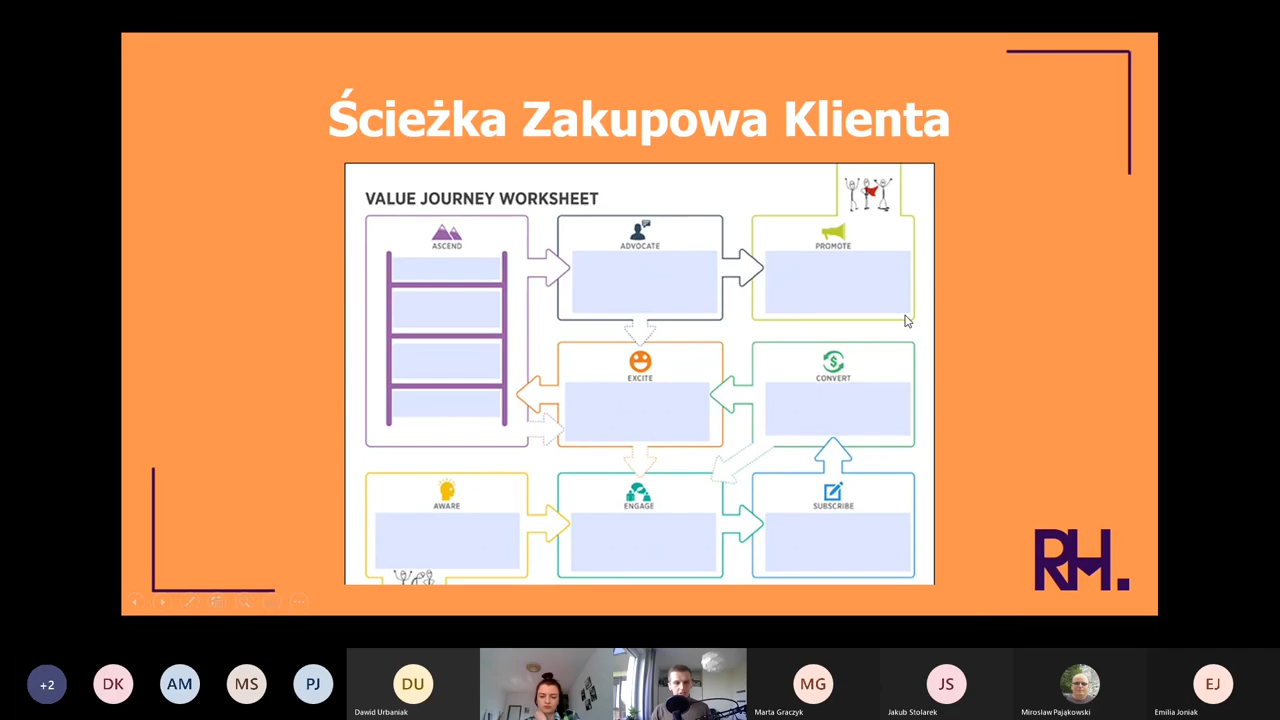 Ścieżka Zakupowa Klienta
VALUE JOURNEY WORKSHEET
ASCEND
ADVOCATE
PROMOTE
EXCITE
CONVERT
AWARE
ENGAGE
SUBSCRIBE
RH.
+2
DK
AM
MS
PJ
DU
MG
JS
EJ
Dawid Urbaniak
Marta Graczyk
Jakub Stolarek
Mirosław Pająkowski
Emilia Joniak